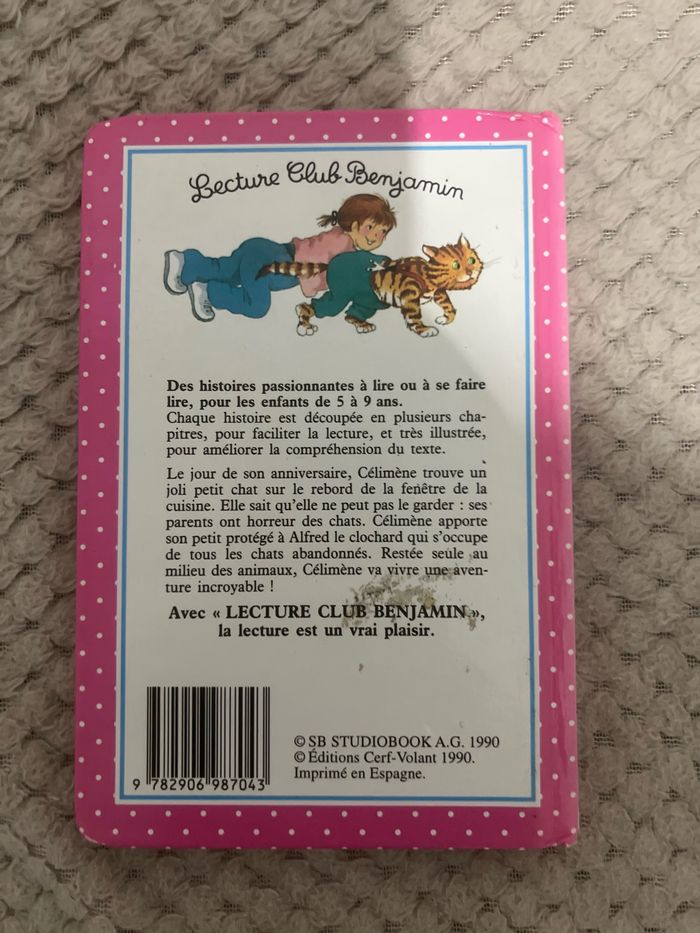 Lecture Club Benjamin
Des histoires passionnantes à lire ou à se faire
lire, pour les enfants de 5 à 9 ans.
Chaque histoire est découpée en plusieurs cha-
pitres, pour faciliter la lecture, et très illustrée,
pour améliorer la compréhension du texte.
Le jour de son anniversaire, Célimène trouve un
joli petit chat sur le rebord de la fenêtre de la
cuisine. Elle sait qu'elle ne peut pas le garder : ses
parents ont horreur des chats. Célimène apporte
son petit protégé à Alfred le clochard qui s'occupe
de tous les chats abandonnés. Restée seule au
milieu des animaux, Célimène va vivre une aven-
ture incroyable !
Avec « LECTURE CLUB BENJAMIN »,
la lecture est un vrai plaisir.
© SB STUDIOBOOK A.G. 1990
© Éditions Cerf-Volant 1990.
Imprimé en Espagne.
9 782906 987043